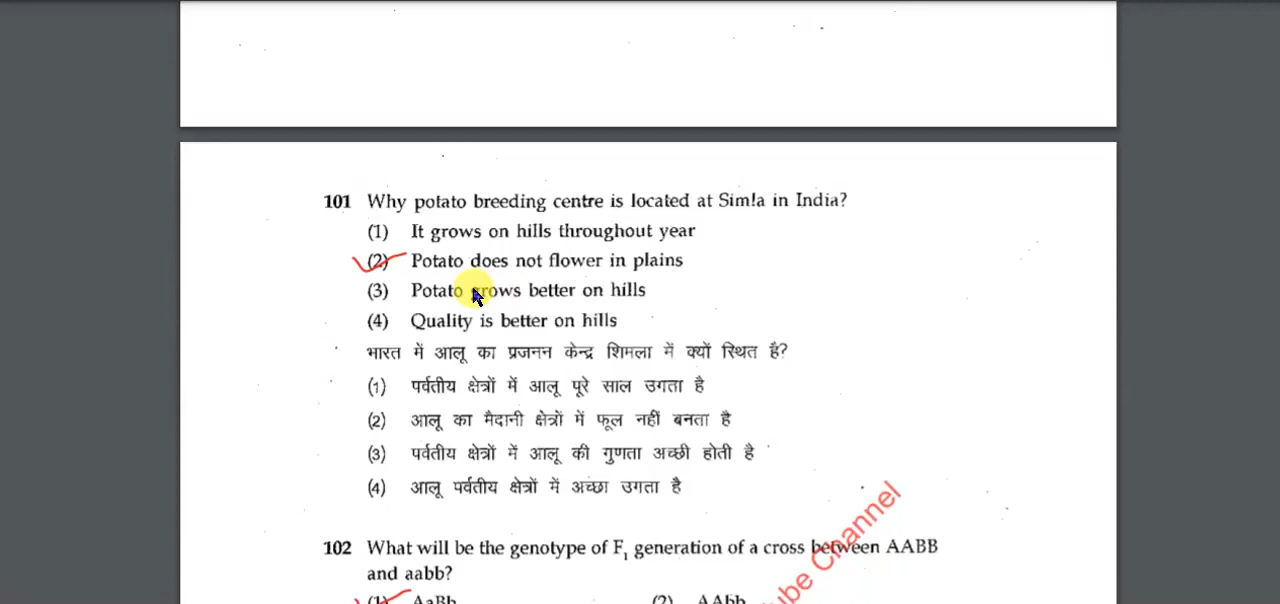 101 Why potato breeding centre is located at Simla in India?
(1) It grows on hills throughout year
(2) Potato does not flower in plains
(3) Potato grows better on hills
(4) Quality is better on hills
भारत में आलू का प्रजनन केन्द्र शिमला में क्यों स्थित है?
(1) पर्वतीय क्षेत्रों में आलू पूरे साल उगता है
(2) आलू का मैदानी क्षेत्रों में फूल नहीं बनता है
(3) पर्वतीय क्षेत्रों में आलू की गुणता अच्छी होती है
(4) आलू पर्वतीय क्षेत्रों में अच्छा उगता है
102 What will be the genotype of F₁ generation of a cross between AABB
and aabb?
(1) AaBb (2) AAbb
Channel